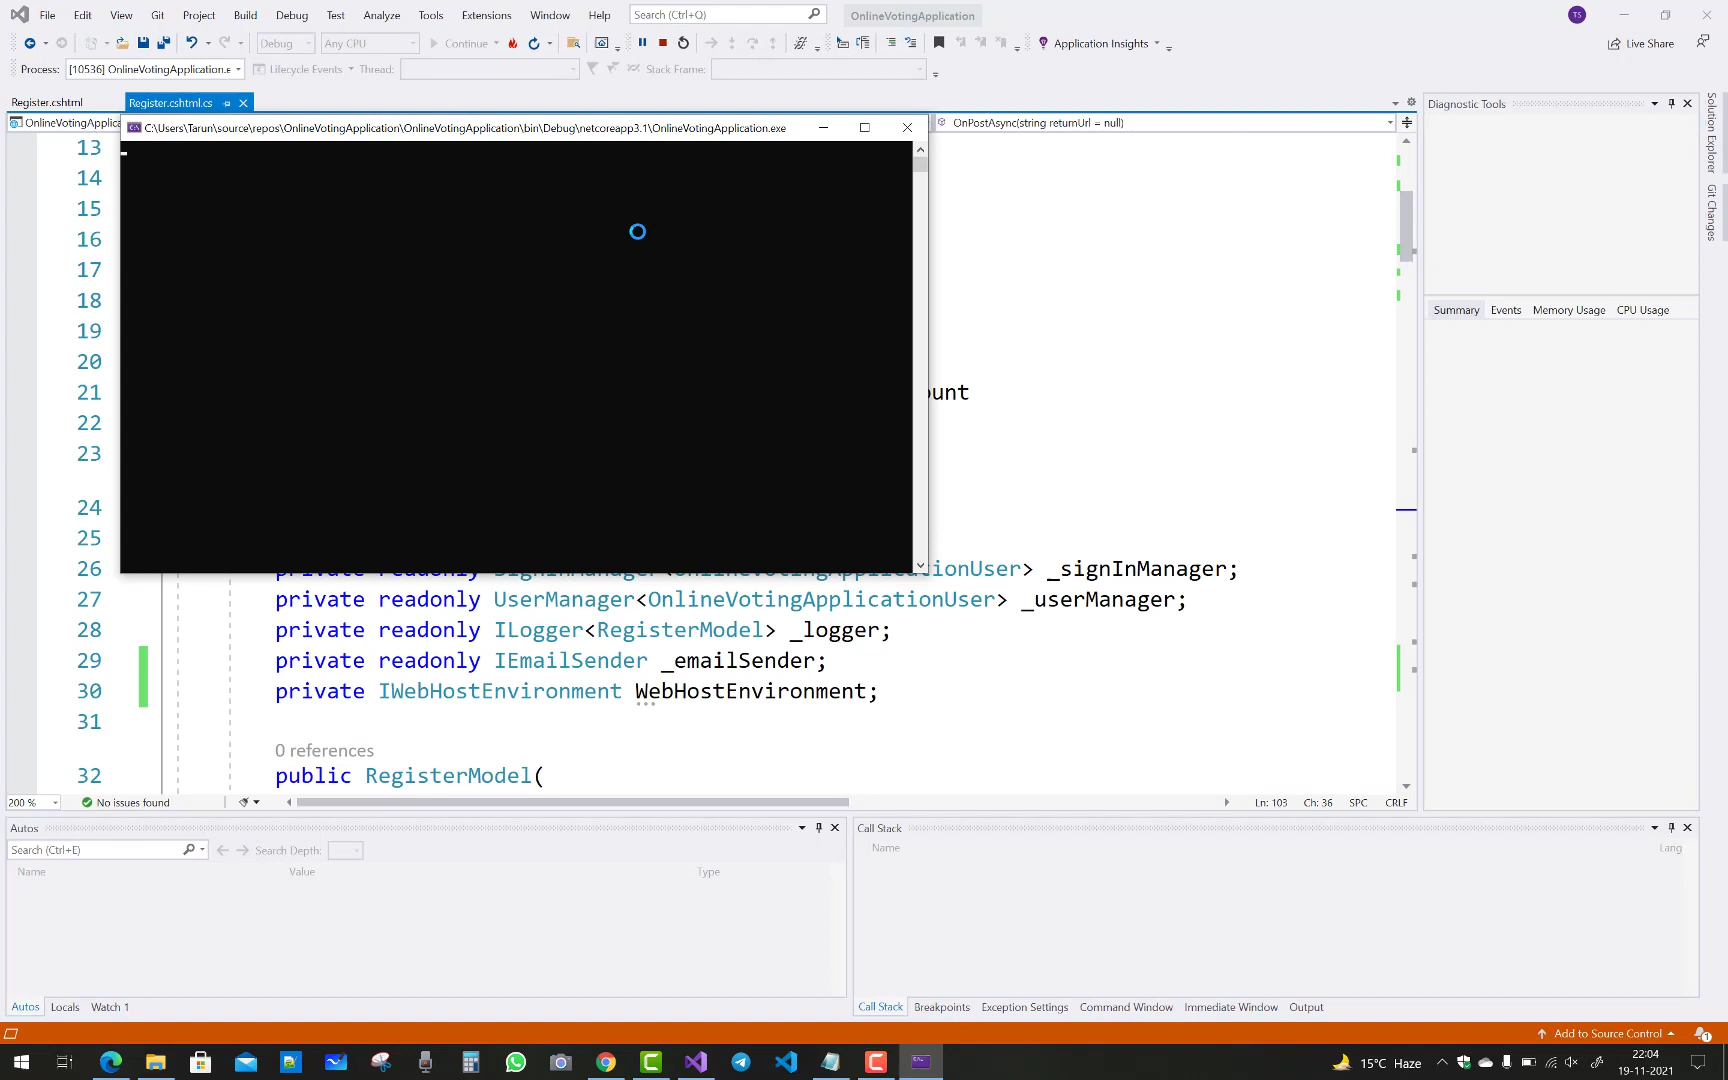 File Edit View Git Project Build Debug Test Analyze Tools Extensions Window Help Search (Ctrl+Q) OnlineVotingApplication TS
Debug Any CPU Continue Application Insights Live Share
Process: [10536] OnlineVotingApplication.e Lifecycle Events Thread: Stack Frame:
Register.cshtml Register.cshtml.cs
OnlineVotingApplica OnPostAsync(string returnUrl = null)
C:\Users\Tarun\source\repos\OnlineVotingApplication\OnlineVotingApplication\bin\Debug\netcoreapp3.1\OnlineVotingApplication.exe
13
14
15
16
17
18
19
20
21 ount
22
23
24
25
26 private readonly SignInManager<OnlineVotingApplicationUser> _signInManager;
27 private readonly UserManager<OnlineVotingApplicationUser> _userManager;
28 private readonly ILogger<RegisterModel> _logger;
29 private readonly IEmailSender _emailSender;
30 private IWebHostEnvironment WebHostEnvironment;
31
0 references
32 public RegisterModel(
200 % No issues found Ln: 103 Ch: 36 SPC CRLF
Diagnostic Tools
Summary Events Memory Usage CPU Usage
Solution Explorer
Git Changes
Autos
Search (Ctrl+E) Search Depth:
Name Value Type
Autos Locals Watch 1
Call Stack
Name Lang
Call Stack Breakpoints Exception Settings Command Window Immediate Window Output
Add to Source Control 1
15°C Haze 22:04
19-11-2021